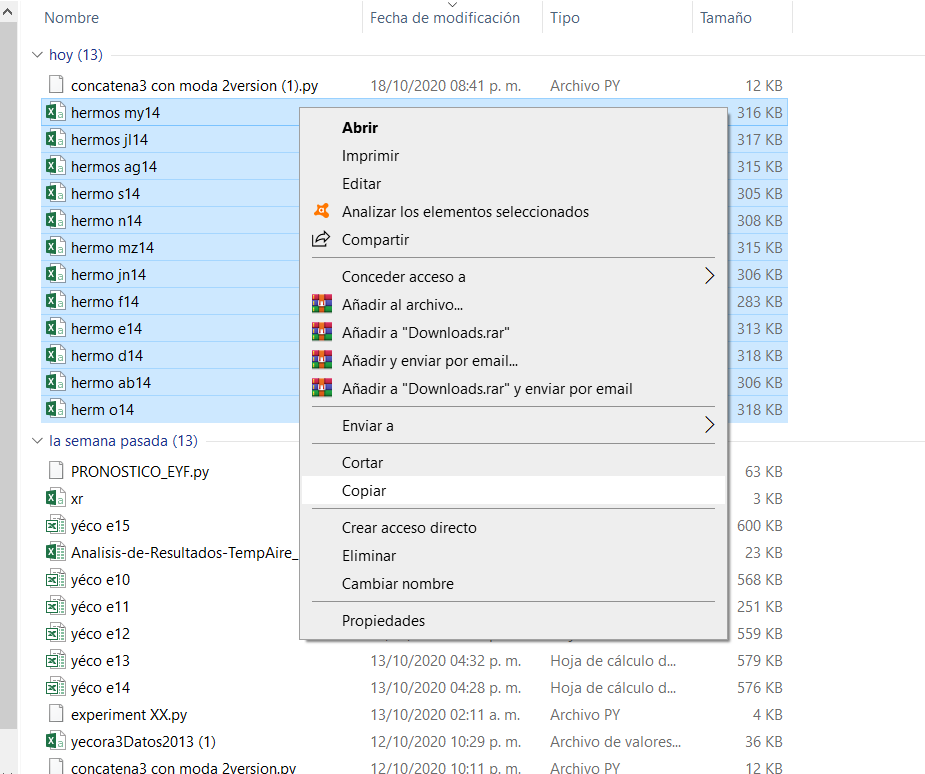 Nombre Fecha de modificación Tipo Tamaño
hoy (13)
concatena3 con moda 2version (1).py 18/10/2020 08:41 p. m. Archivo PY 12 KB
hermos my14 316 KB
hermos jl14 317 KB
hermos ag14 315 KB
hermo s14 305 KB
hermo n14 308 KB
hermo mz14 315 KB
hermo jn14 306 KB
hermo f14 283 KB
hermo e14 313 KB
hermo d14 318 KB
hermo ab14 306 KB
herm o14 318 KB
Abrir
Imprimir
Editar
Analizar los elementos seleccionados
Compartir
Conceder acceso a
Añadir al archivo...
Añadir a "Downloads.rar"
Añadir y enviar por email...
Añadir a "Downloads.rar" y enviar por email
Enviar a
Cortar
Copiar
Crear acceso directo
Eliminar
Cambiar nombre
Propiedades
la semana pasada (13)
PRONOSTICO_EYF.py 63 KB
xr 3 KB
yéco e15 600 KB
Analisis-de-Resultados-TempAire_ 23 KB
yéco e10 568 KB
yéco e11 251 KB
yéco e12 559 KB
yéco e13 13/10/2020 04:32 p. m. Hoja de cálculo d... 579 KB
yéco e14 13/10/2020 04:28 p. m. Hoja de cálculo d... 576 KB
experiment XX.py 13/10/2020 02:11 a. m. Archivo PY 4 KB
yecora3Datos2013 (1) 12/10/2020 10:29 p. m. Archivo de valores... 36 KB
concatena3 con moda 2version.py 12/10/2020 10:11 p. m. Archivo PY 12 KB